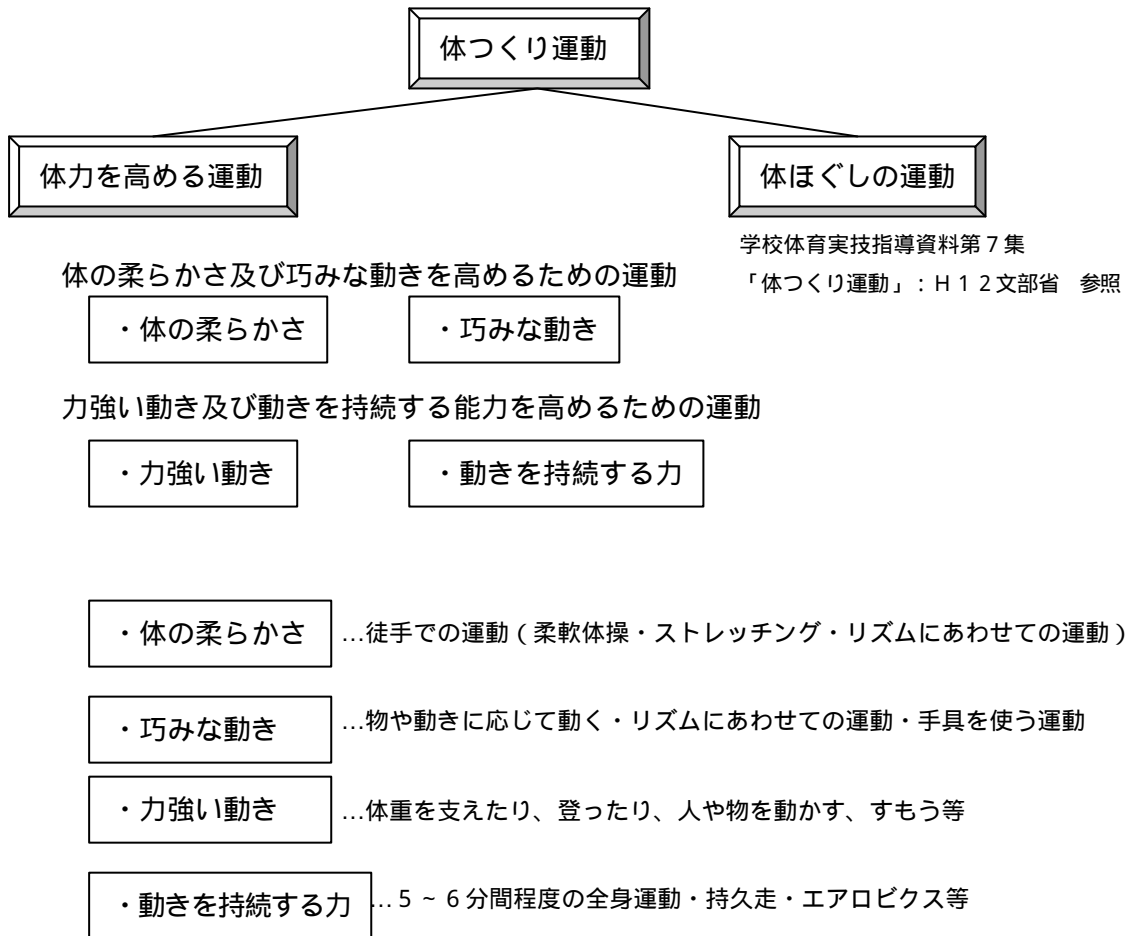 体つくり運動
体力を高める運動
体ほぐしの運動
学校体育実技指導資料第7集
「体つくり運動」:H12文部省 参照
体の柔らかさ及び巧みな動きを高めるための運動
・体の柔らかさ
・巧みな動き
力強い動き及び動きを持続する能力を高めるための運動
・力強い動き
・動きを持続する力
・体の柔らかさ …徒手での運動(柔軟体操・ストレッチング・リズムにあわせての運動)
・巧みな動き …物や動きに応じて動く・リズムにあわせての運動・手具を使う運動
・力強い動き …体重を支えたり、登ったり、人や物を動かす、すもう等
・動きを持続する力 …5~6分間程度の全身運動・持久走・エアロビクス等